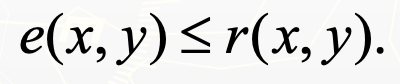 e(x, y) ≤ r(x, y).